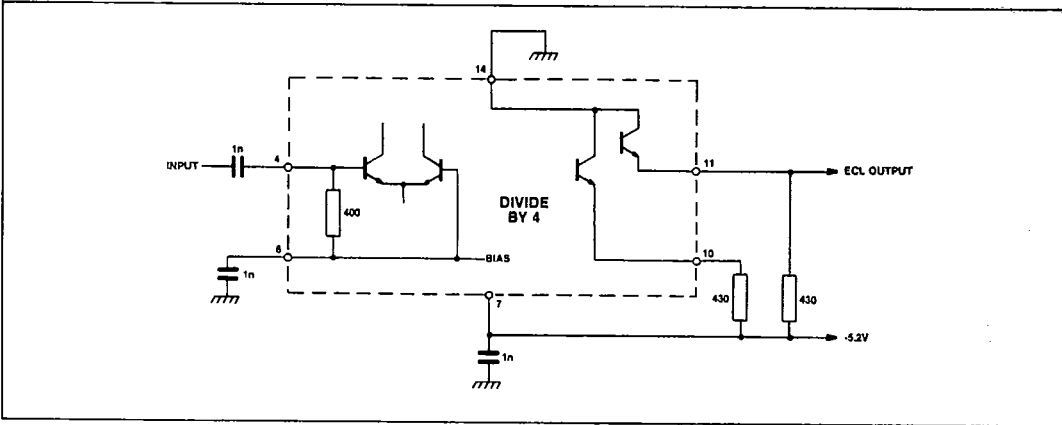 14
1n
INPUT
4
11
ECL OUTPUT
400
DIVIDE
BY 4
6
BIAS
10
1n
430
430
7
-5.2V
1n